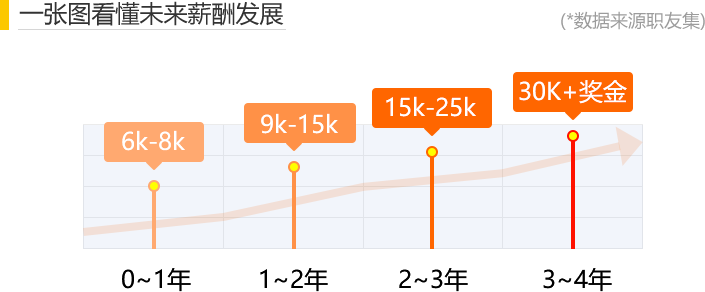 一张图看懂未来薪酬发展
(*数据来源职友集)
6k-8k
9k-15k
15k-25k
30K+奖金
0~1年
1~2年
2~3年
3~4年